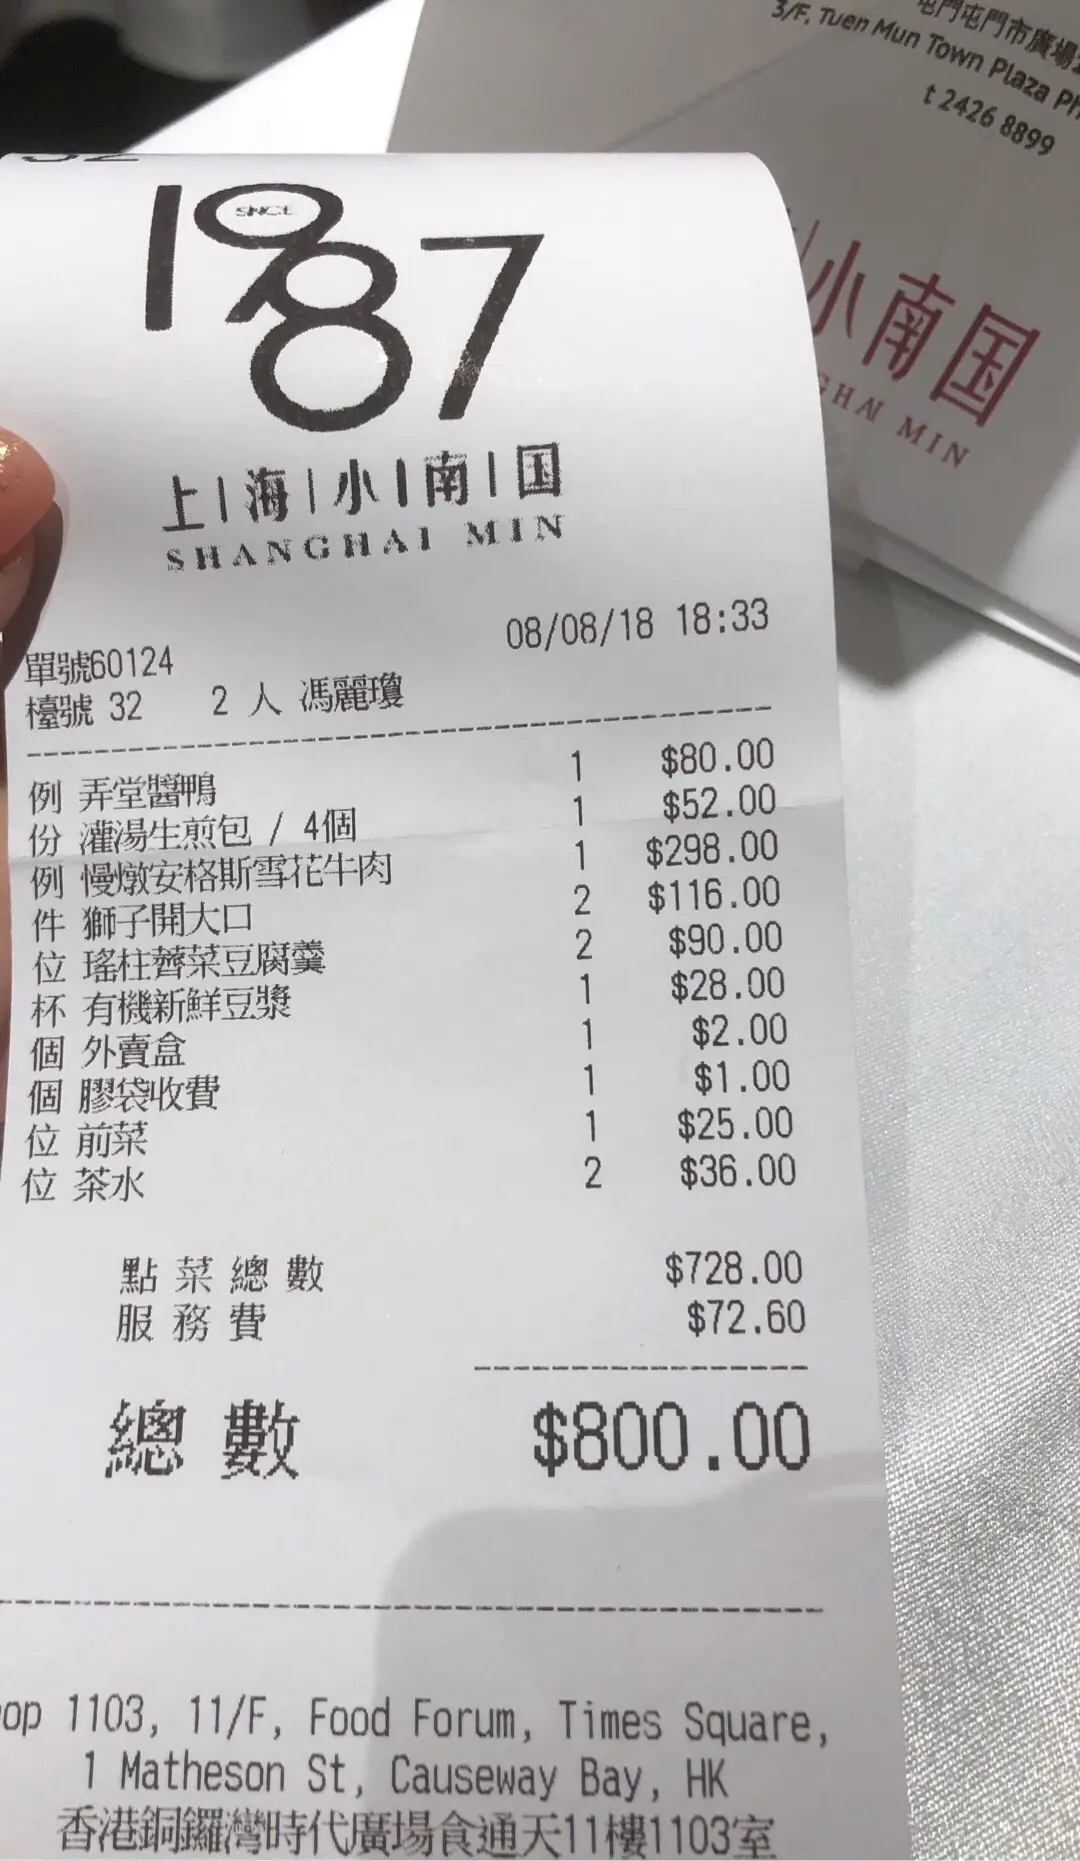 屯門屯門市廣場
3/F, Tuen Mun Town Plaza
t 2426 8899
小南国
MIN
SINCE
1987
上|海|小|南|国
SHANGHAI MIN
08/08/18 18:33
單號60124
檯號 32 2 人 馮麗瓊
例 弄堂醬鴨 1 $80.00
份 灌湯生煎包 / 4個 1 $52.00
例 慢燉安格斯雪花牛肉 1 $298.00
件 獅子開大口 2 $116.00
位 瑤柱薺菜豆腐羹 2 $90.00
杯 有機新鮮豆漿 1 $28.00
個 外賣盒 1 $2.00
個 膠袋收費 1 $1.00
位 前菜 1 $25.00
位 茶水 2 $36.00
點菜總數 $728.00
服務費 $72.60
總數 $800.00
1103, 11/F, Food Forum, Times Square,
1 Matheson St, Causeway Bay, HK
香港銅鑼灣時代廣場食通天11樓1103室